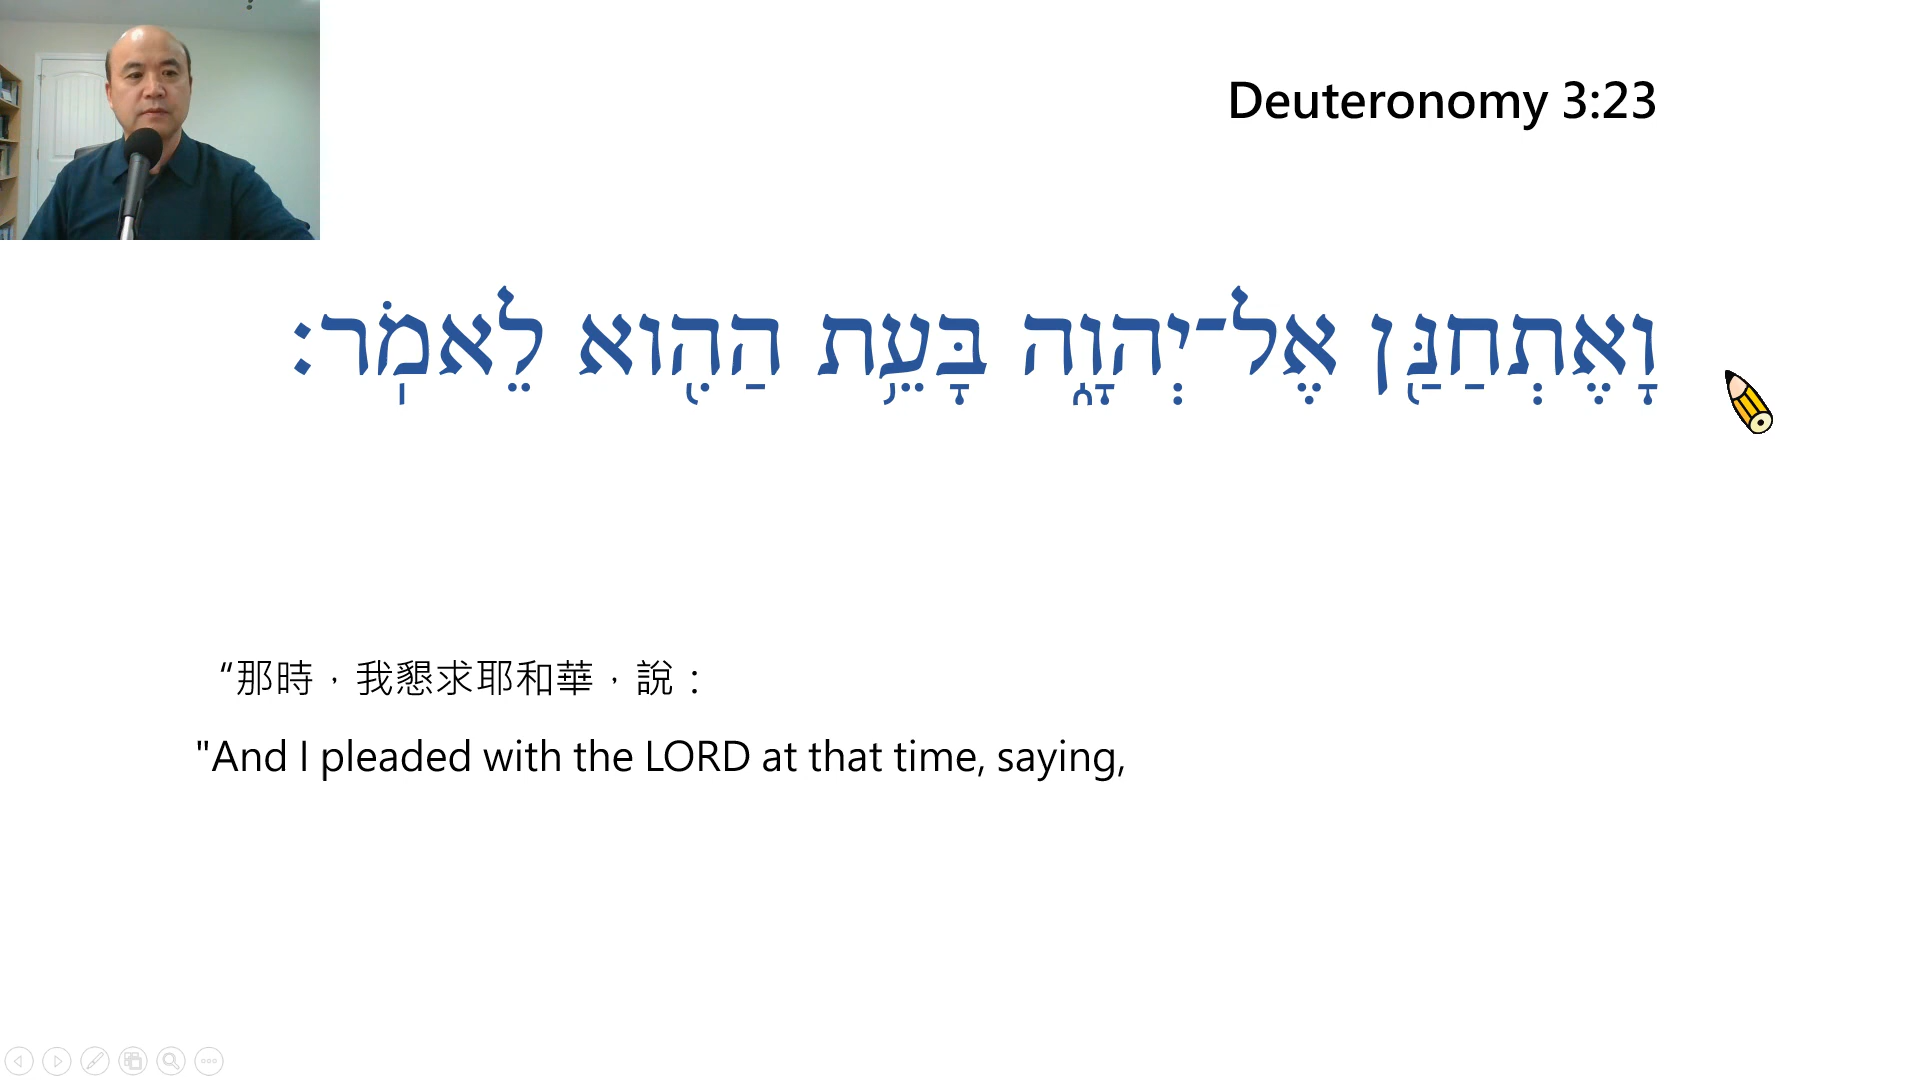 Deuteronomy 3:23
וָאֶתְחַנַּ֖ן אֶל־יְהוָ֑ה בָּעֵ֥ת הַהִ֖וא לֵאמֹֽר׃
“那時，我懇求耶和華，說：
"And I pleaded with the LORD at that time, saying,